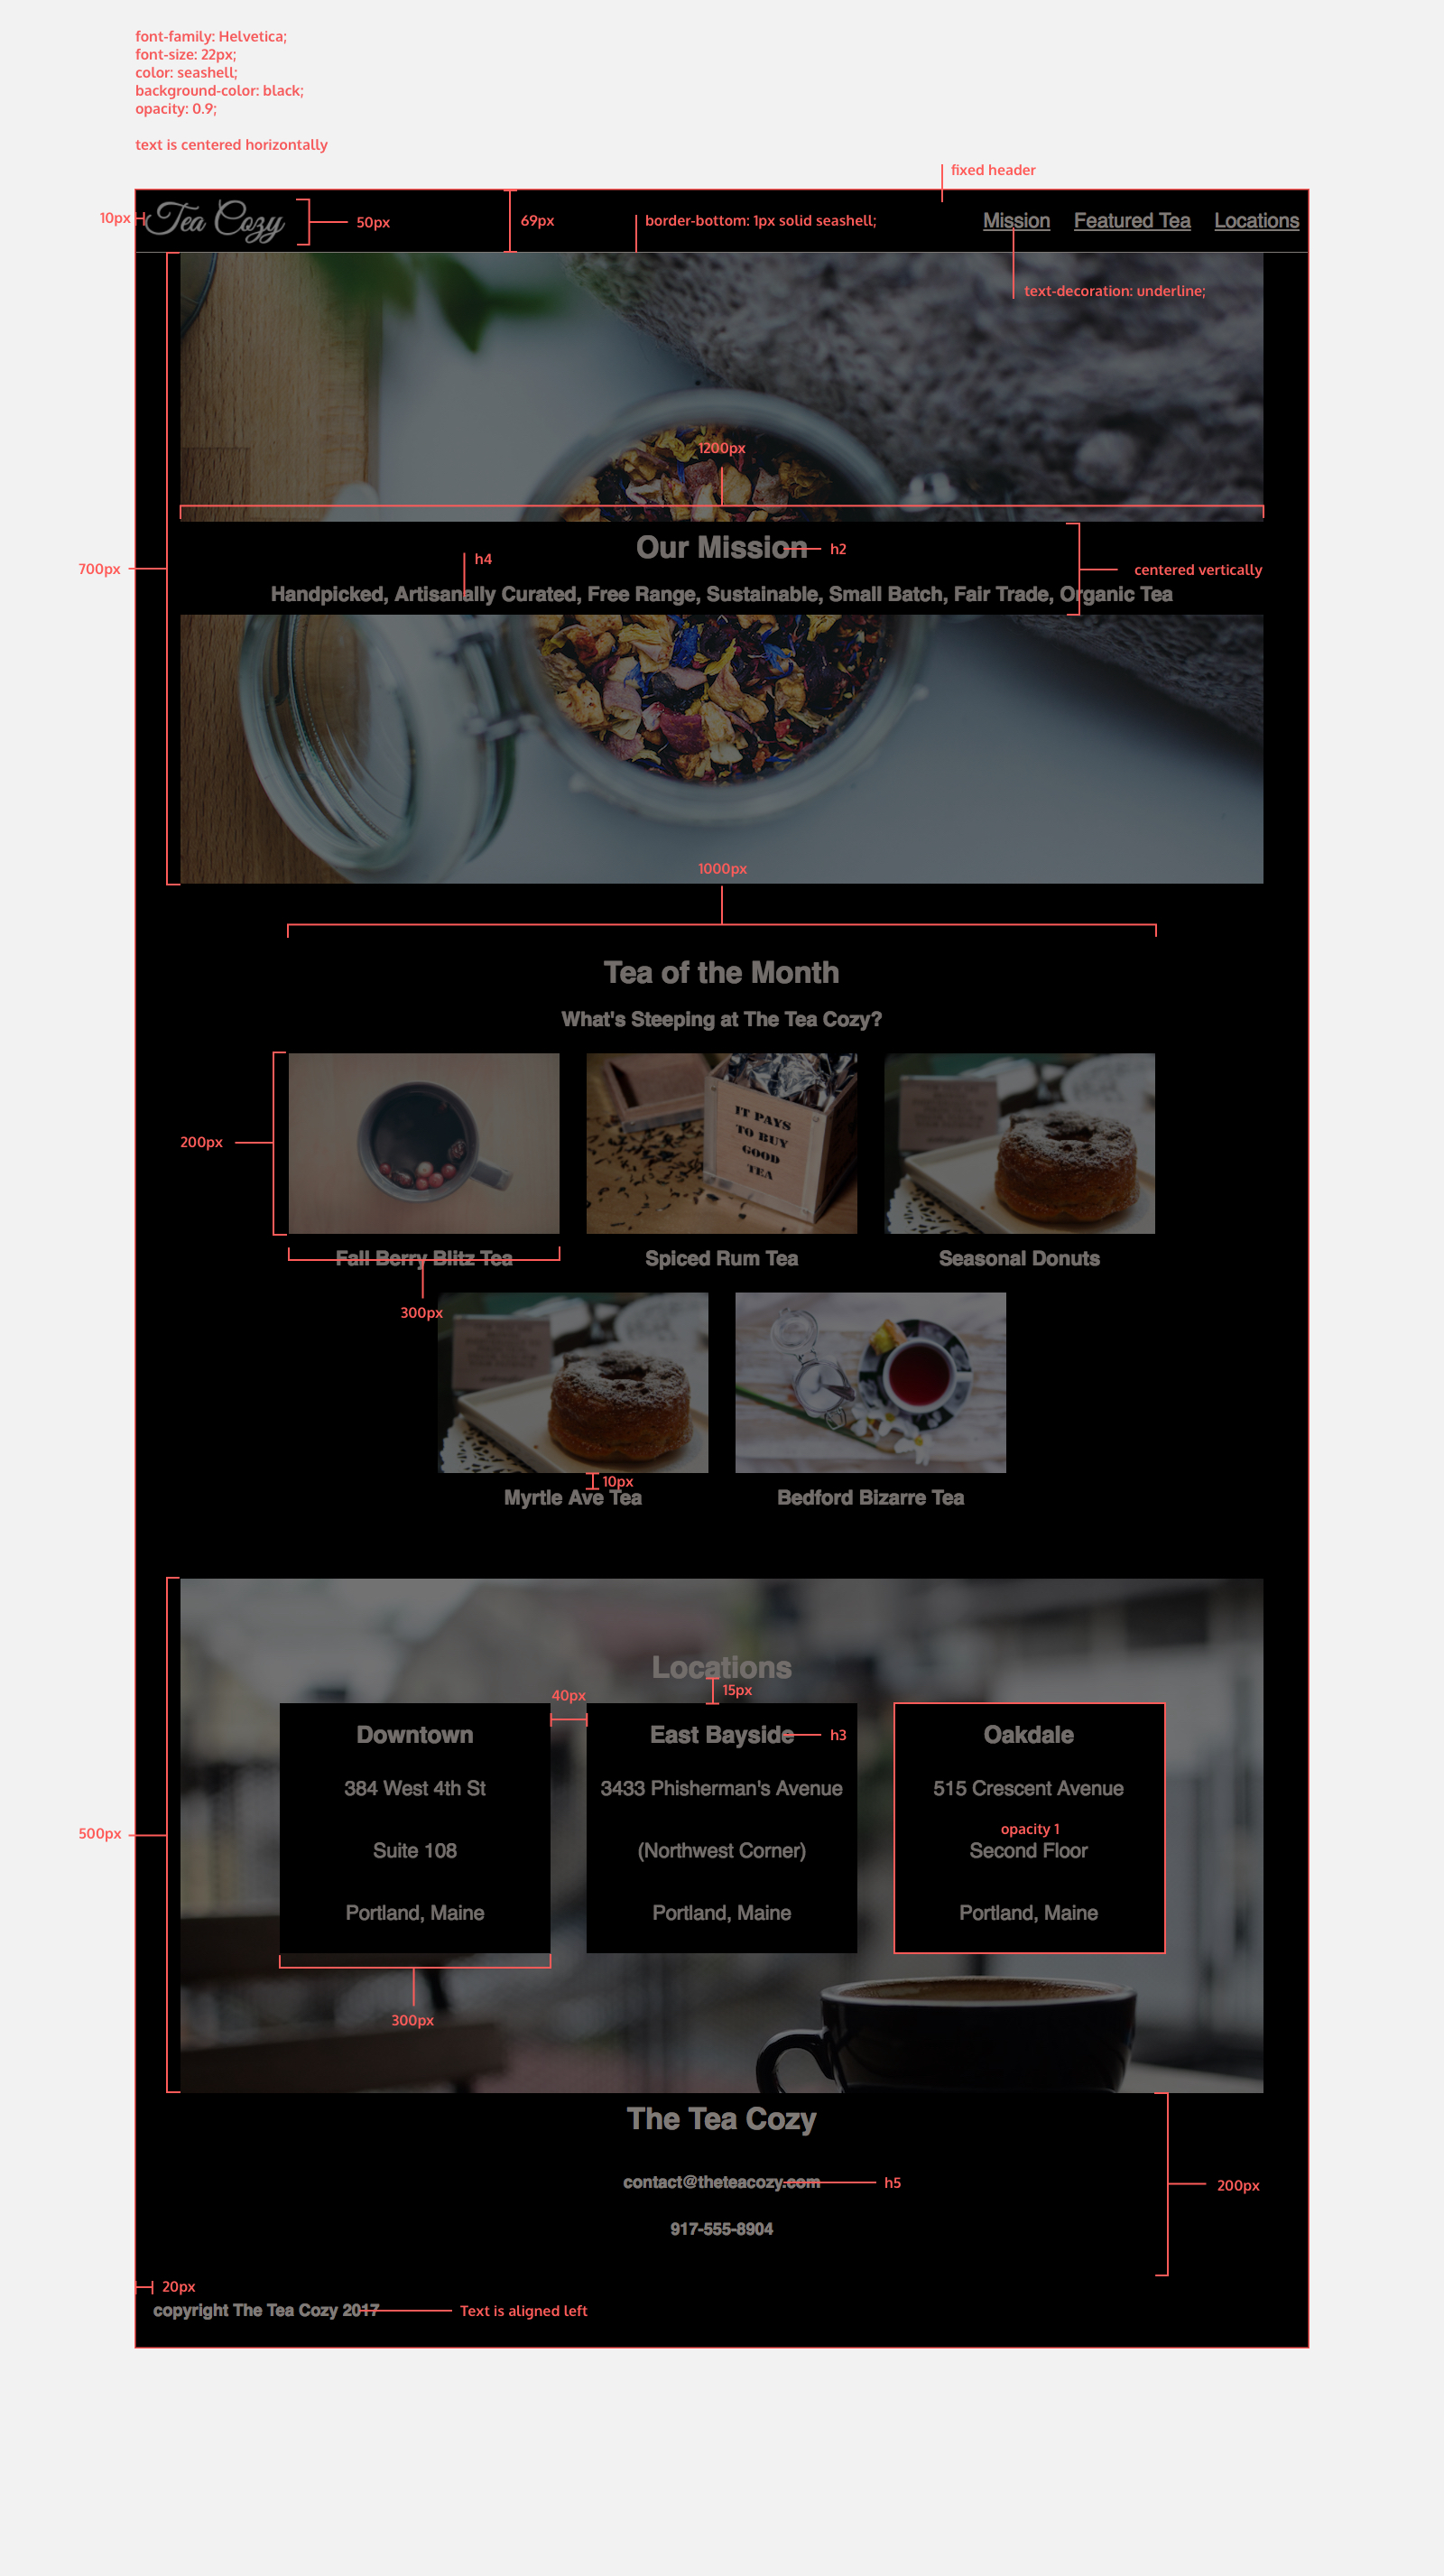 font-family: Helvetica;
font-size: 22px;
color: seashell;
background-color: black;
opacity: 0.9;
text is centered horizontally
fixed header
10px
Tea Cozy
50px
69px
border-bottom: 1px solid seashell;
Mission
Featured Tea
Locations
text-decoration: underline;
1200px
Our Mission
h2
h4
700px
centered vertically
Handpicked, Artisanally Curated, Free Range, Sustainable, Small Batch, Fair Trade, Organic Tea
1000px
Tea of the Month
What's Steeping at The Tea Cozy?
IT PAYS
TO BUY
GOOD
TEA
200px
Fall Berry Blitz Tea
Spiced Rum Tea
Seasonal Donuts
300px
10px
Myrtle Ave Tea
Bedford Bizarre Tea
Locations
15px
40px
Downtown
East Bayside
h3
Oakdale
384 West 4th St
3433 Phisherman's Avenue
515 Crescent Avenue
opacity 1
500px
Suite 108
(Northwest Corner)
Second Floor
Portland, Maine
Portland, Maine
Portland, Maine
300px
The Tea Cozy
contact@theteacozy.com
h5
200px
917-555-8904
20px
copyright The Tea Cozy 2017
Text is aligned left